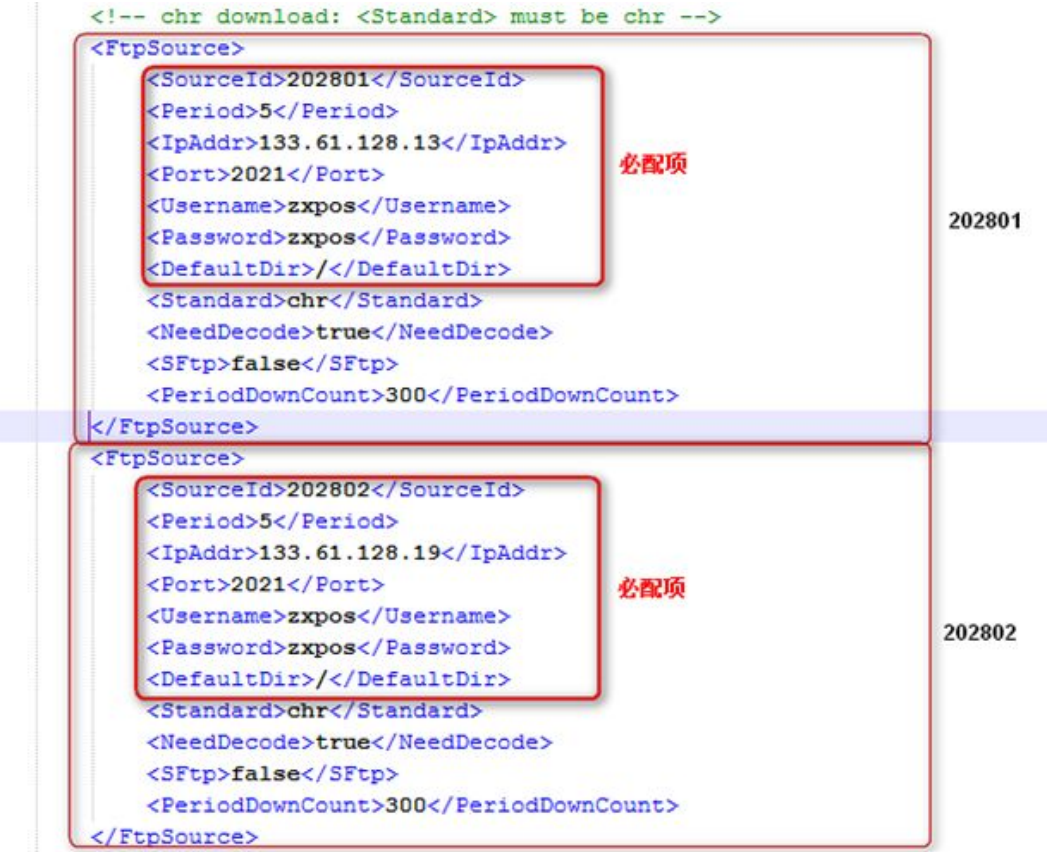 <!-- chr download: <Standard> must be chr -->
<FtpSource>
<SourceId>202801</SourceId>
<Period>5</Period>
<IpAddr>133.61.128.13</IpAddr>
必配项
<Port>2021</Port>
<Username>zxpos</Username>
202801
<Password>zxpos</Password>
<DefaultDir>/</DefaultDir>
<Standard>chr</Standard>
<NeedDecode>true</NeedDecode>
<SFtp>false</SFtp>
<PeriodDownCount>300</PeriodDownCount>
</FtpSource>
<FtpSource>
<SourceId>202802</SourceId>
<Period>5</Period>
<IpAddr>133.61.128.19</IpAddr>
<Port>2021</Port>
必配项
<Username>zxpos</Username>
202802
<Password>zxpos</Password>
<DefaultDir>/</DefaultDir>
<Standard>chr</Standard>
<NeedDecode>true</NeedDecode>
<SFtp>false</SFtp>
<PeriodDownCount>300</PeriodDownCount>
</FtpSource>